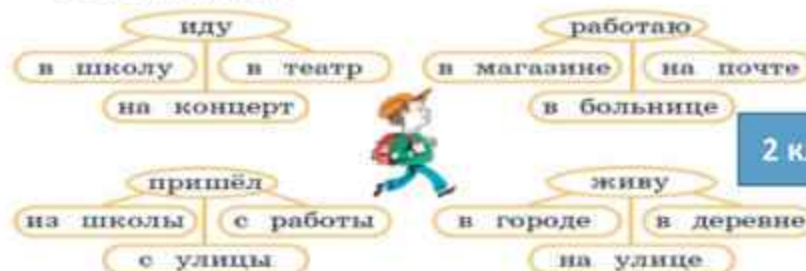 иду
в школу в театр
на концерт
работаю
в магазине на почте
в больнице
2 к
пришёл
из школы с работы
с улицы
живу
в городе в деревне
на улице